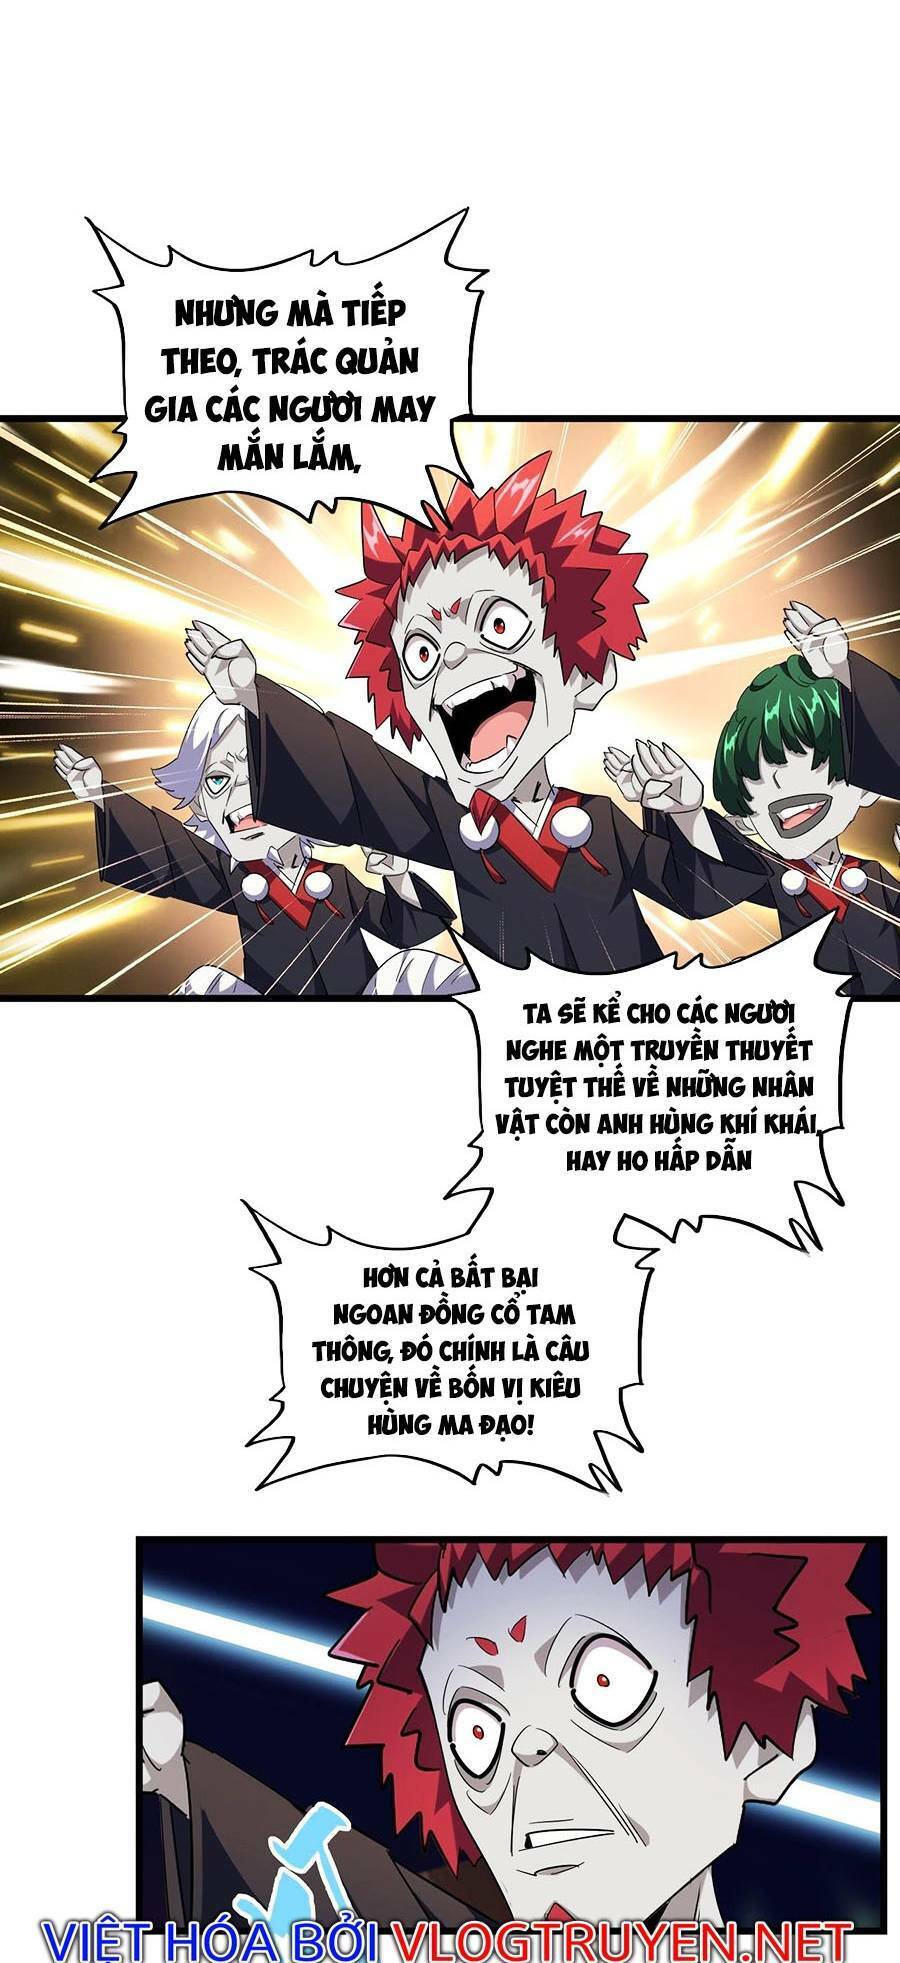 NHƯNG MÀ TIẾP
THEO, TRÁC QUẢN
GIA CÁC NGƯƠI MAY
MẮN LẮM,
TA SẼ KỂ CHO CÁC NGƯƠI
NGHE MỘT TRUYỀN THUYẾT
TUYỆT THẾ VỀ NHỮNG NHÂN
VẬT CÒN ANH HÙNG KHÍ KHÁI,
HAY HO HẤP DẪN
HƠN CẢ BẤT BẠI
NGOAN ĐỒNG CỔ TAM
THÔNG, ĐÓ CHÍNH LÀ CÂU
CHUYỆN VỀ BỐN VỊ KIÊU
HÙNG MA ĐẠO!
VIỆT HÓA BỞI VLOGTRUYEN.NET